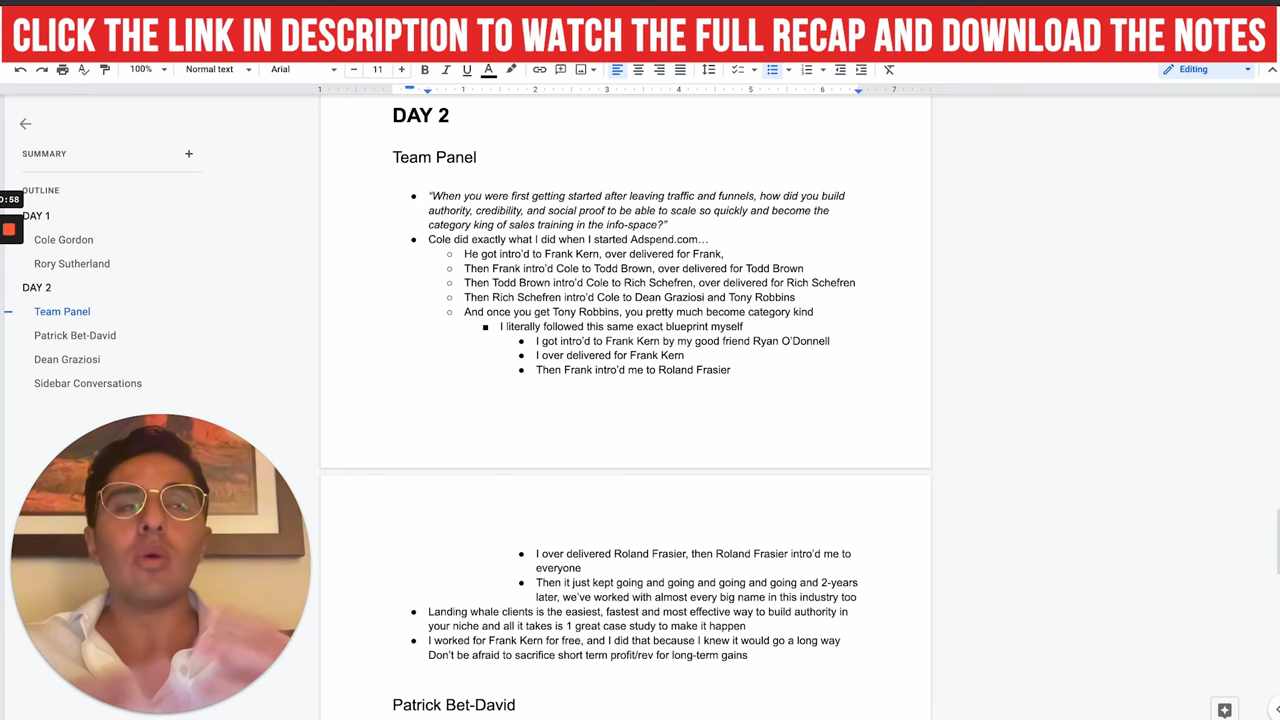 CLICK THE LINK IN DESCRIPTION TO WATCH THE FULL RECAP AND DOWNLOAD THE NOTES
100% Normal text Arial 11 B I U A Editing
1 1 2 3 4 5 6 7
SUMMARY
OUTLINE
DAY 1
Cole Gordon
Rory Sutherland
DAY 2
Team Panel
Patrick Bet-David
Dean Graziosi
Sidebar Conversations
0:58
DAY 2
Team Panel
● “When you were first getting started after leaving traffic and funnels, how did you build
authority, credibility, and social proof to be able to scale so quickly and become the
category king of sales training in the info-space?”
● Cole did exactly what I did when I started Adspend.com…
○ He got intro’d to Frank Kern, over delivered for Frank,
○ Then Frank intro’d Cole to Todd Brown, over delivered for Todd Brown
○ Then Todd Brown intro’d Cole to Rich Schefren, over delivered for Rich Schefren
○ Then Rich Schefren intro’d Cole to Dean Graziosi and Tony Robbins
○ And once you get Tony Robbins, you pretty much become category kind
■ I literally followed this same exact blueprint myself
● I got intro’d to Frank Kern by my good friend Ryan O’Donnell
● I over delivered for Frank Kern
● Then Frank intro’d me to Roland Frasier
● I over delivered Roland Frasier, then Roland Frasier intro’d me to
everyone
● Then it just kept going and going and going and going and 2-years
later, we’ve worked with almost every big name in this industry too
● Landing whale clients is the easiest, fastest and most effective way to build authority in
your niche and all it takes is 1 great case study to make it happen
● I worked for Frank Kern for free, and I did that because I knew it would go a long way
Don’t be afraid to sacrifice short term profit/rev for long-term gains
Patrick Bet-David